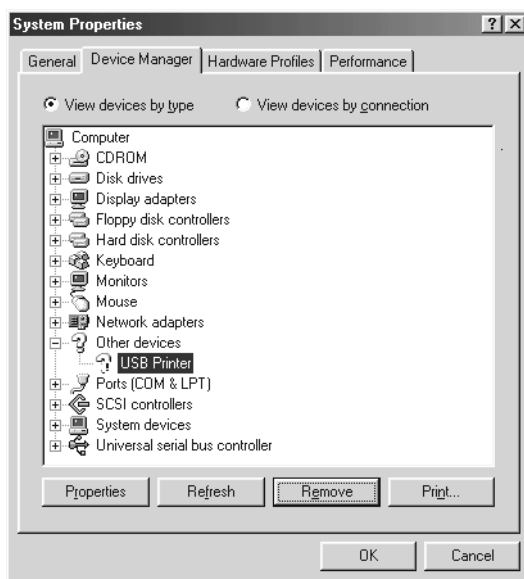 System Properties ? ×
General Device Manager Hardware Profiles Performance
View devices by type View devices by connection
Computer
CDROM
Disk drives
Display adapters
Floppy disk controllers
Hard disk controllers
Keyboard
Monitors
Mouse
Network adapters
Other devices
USB Printer
Ports (COM & LPT)
SCSI controllers
System devices
Universal serial bus controller
Properties Refresh Remove Print...
OK Cancel